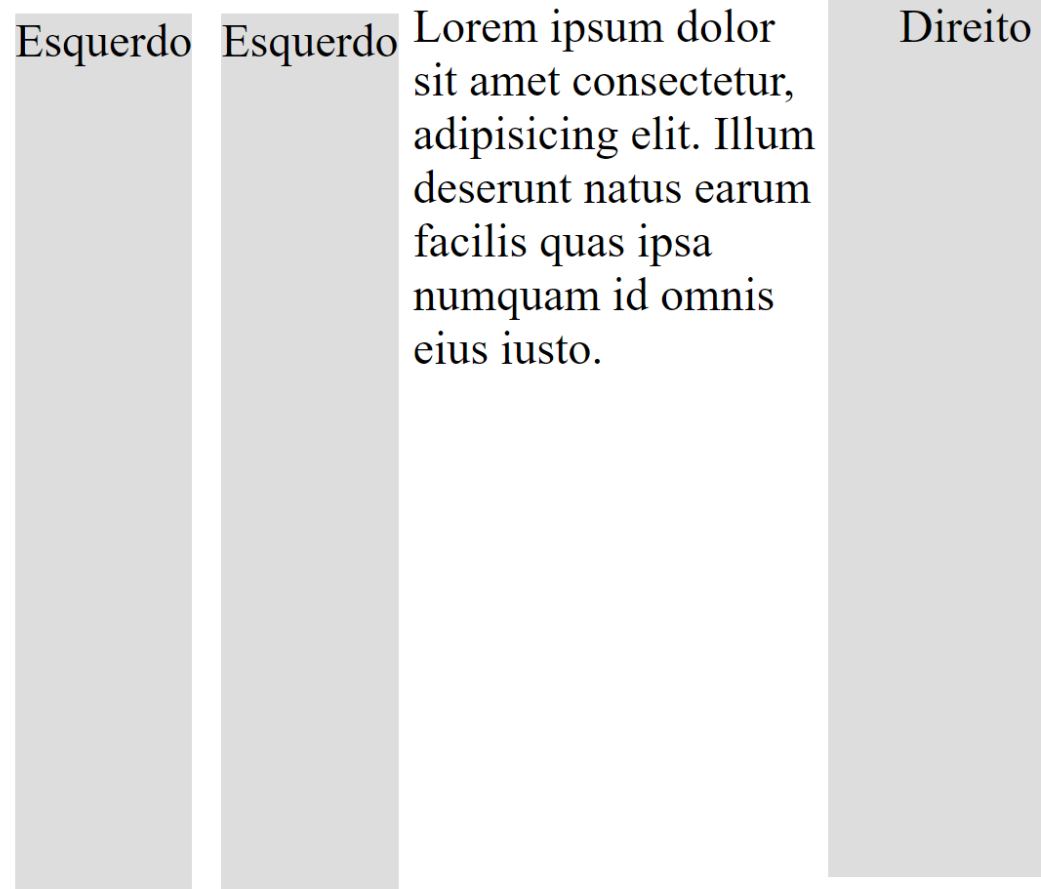 Esquerdo
Esquerdo
Lorem ipsum dolor
sit amet consectetur,
adipisicing elit. Illum
deserunt natus earum
facilis quas ipsa
numquam id omnis
eius iusto.
Direito